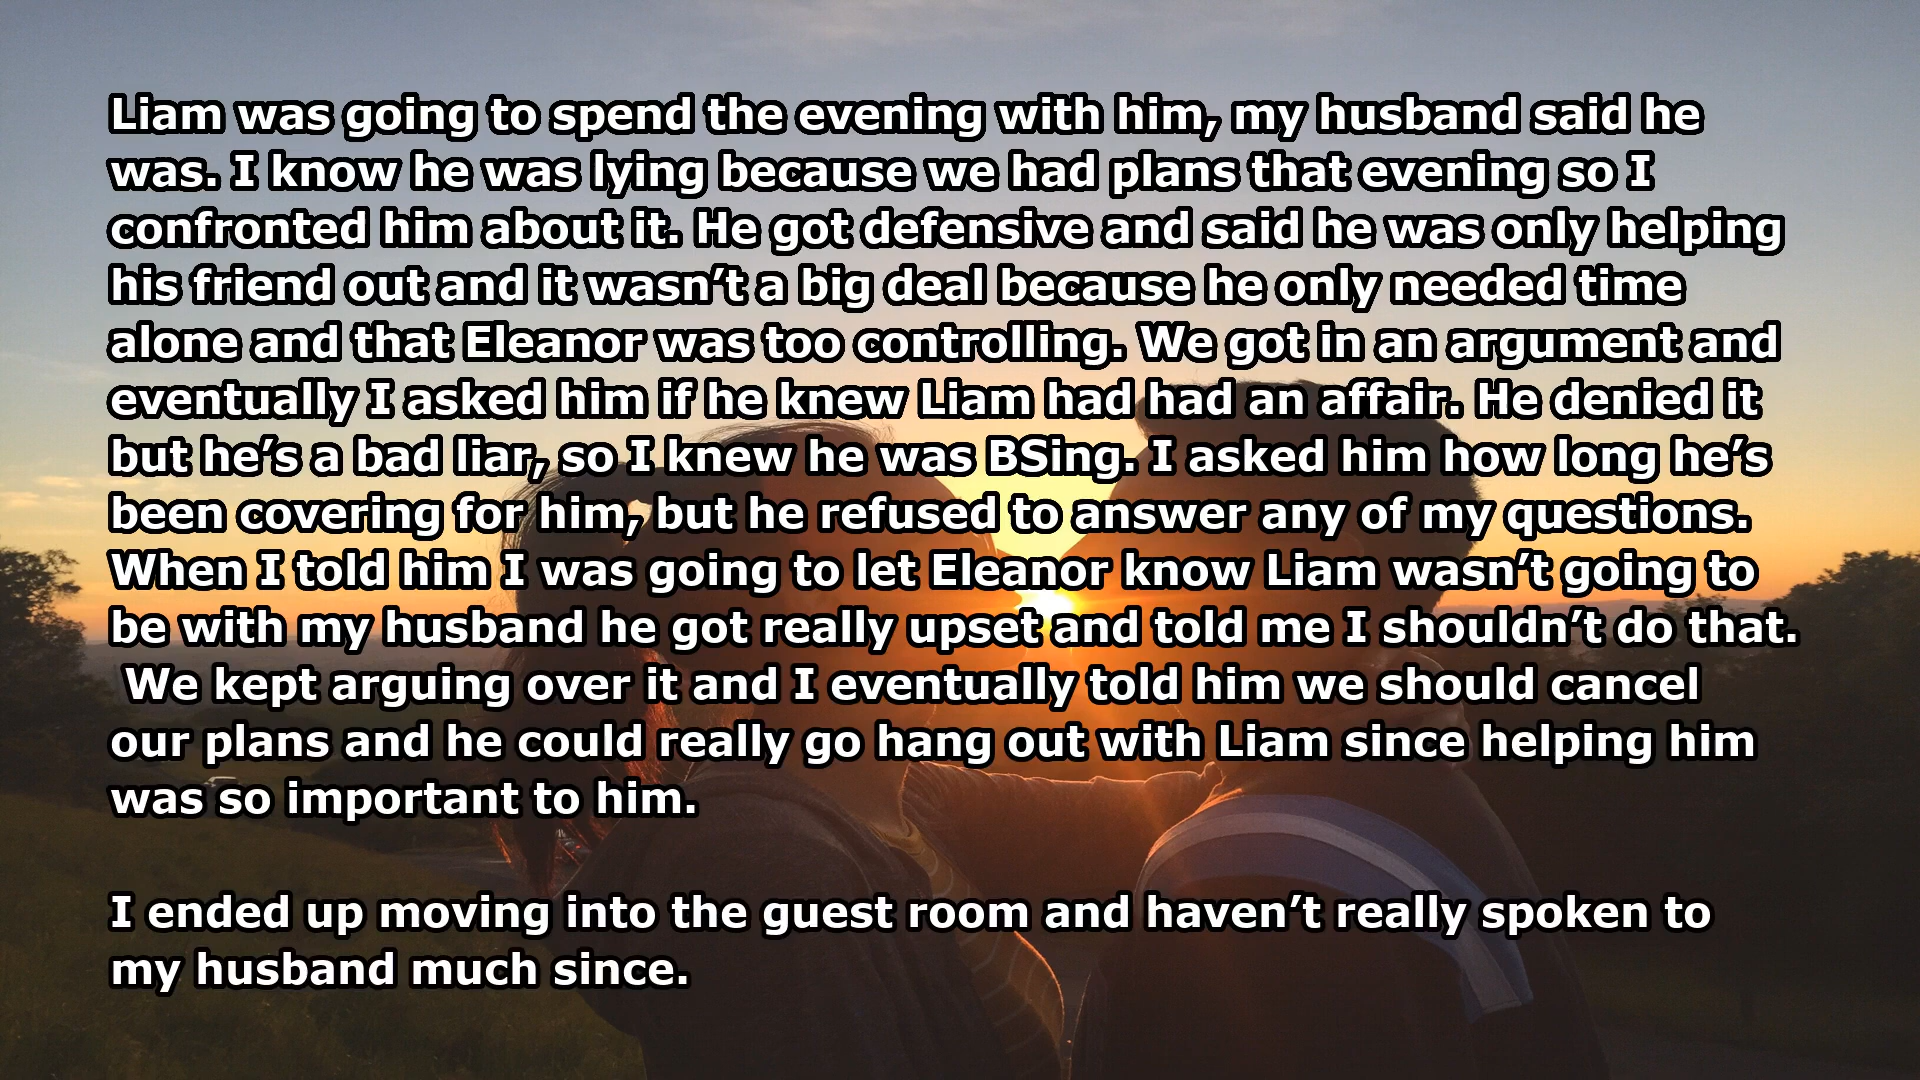 Liam was going to spend the evening with him, my husband said he
was. I know he was lying because we had plans that evening so I
confronted him about it. He got defensive and said he was only helping
his friend out and it wasn’t a big deal because he only needed time
alone and that Eleanor was too controlling. We got in an argument and
eventually I asked him if he knew Liam had had an affair. He denied it
but he’s a bad liar, so I knew he was BSing. I asked him how long he’s
been covering for him, but he refused to answer any of my questions.
When I told him I was going to let Eleanor know Liam wasn’t going to
be with my husband he got really upset and told me I shouldn’t do that.
We kept arguing over it and I eventually told him we should cancel
our plans and he could really go hang out with Liam since helping him
was so important to him.
I ended up moving into the guest room and haven’t really spoken to
my husband much since.